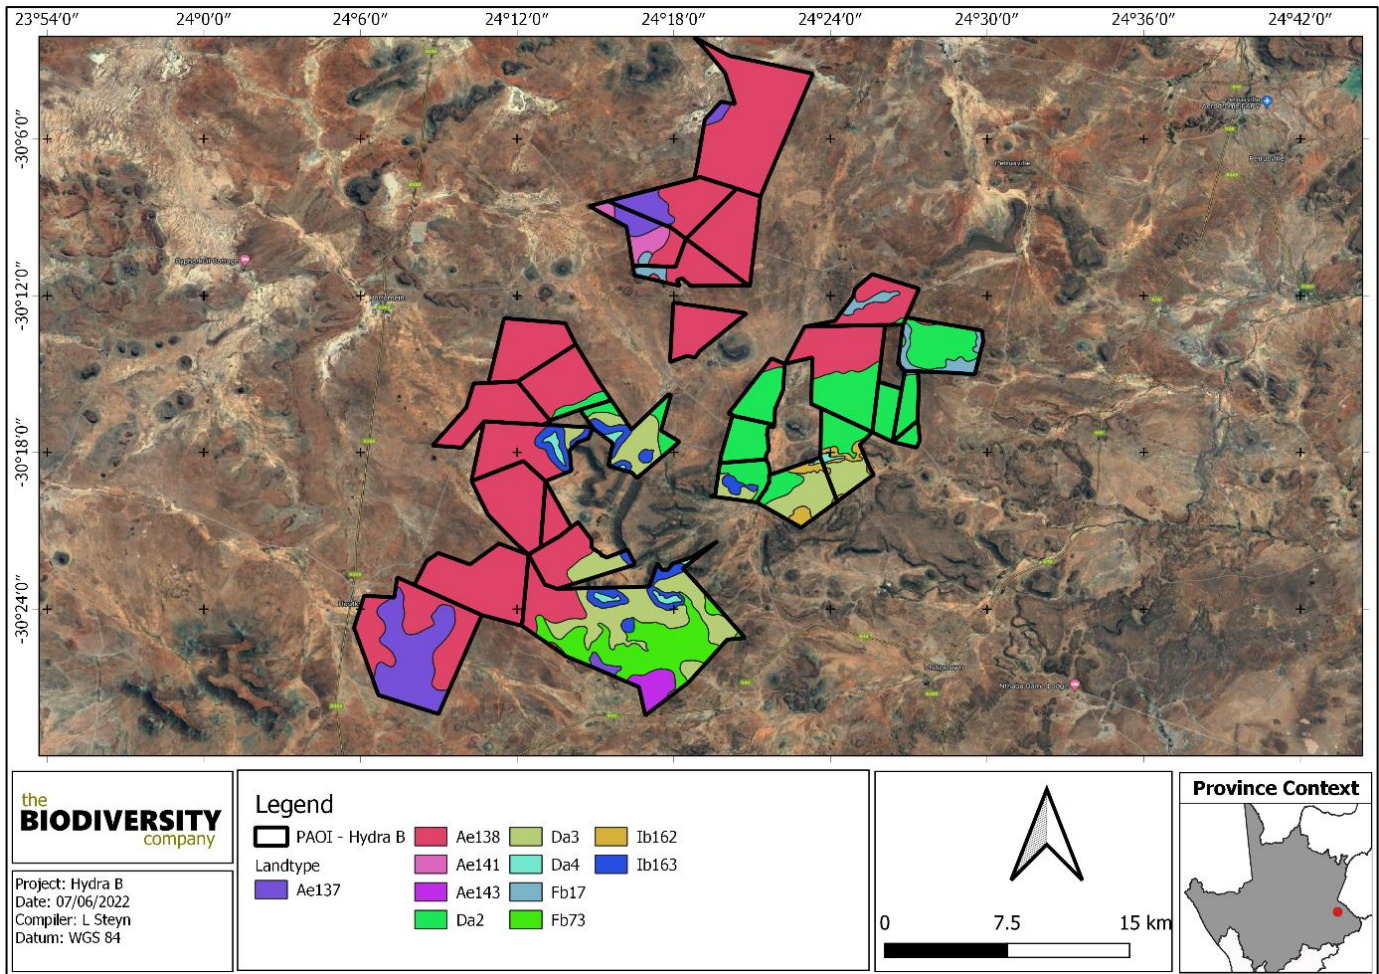 23°54′0″ 24°0′0″ 24°6′0″ 24°12′0″ 24°18′0″ 24°24′0″ 24°30′0″ 24°36′0″ 24°42′0″
-30°6′0″
-30°12′0″
-30°18′0″
-30°24′0″
Petrusville
Petrusville
the
BIODIVERSITY
company
Project: Hydra B
Date: 07/06/2022
Compiler: L Steyn
Datum: WGS 84
Legend
PAOI - Hydra B
Landtype
Ae137
Ae138
Ae141
Ae143
Da2
Da3
Da4
Fb17
Fb73
Ib162
Ib163
0 7.5 15 km
Province Context